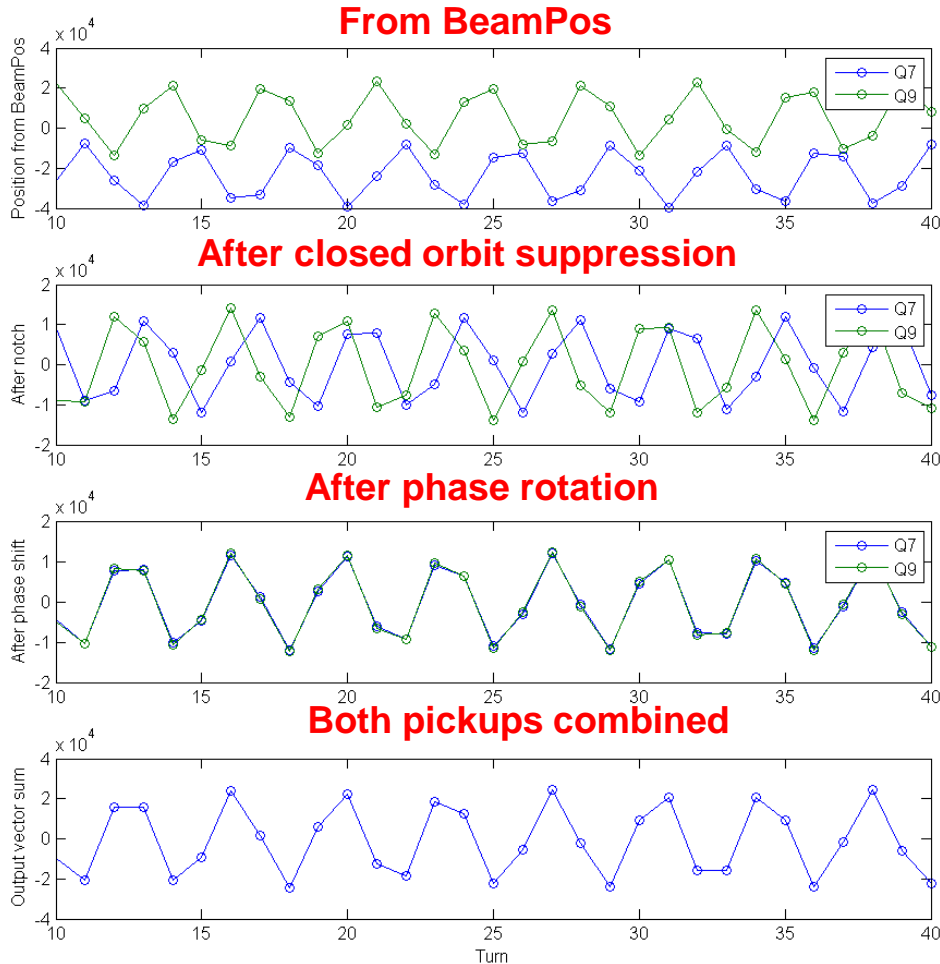 From BeamPos
x 10^4
Position from BeamPos
4
2
0
-2
-4
Q7
Q9
10 15 20 25 30 35 40
After closed orbit suppression
x 10^4
After notch
2
1
0
-1
-2
Q7
Q9
10 15 20 25 30 35 40
After phase rotation
x 10^4
After phase shift
2
1
0
-1
-2
Q7
Q9
10 15 20 25 30 35 40
Both pickups combined
x 10^4
Output vector sum
4
2
0
-2
-4
10 15 20 25 30 35 40
Turn